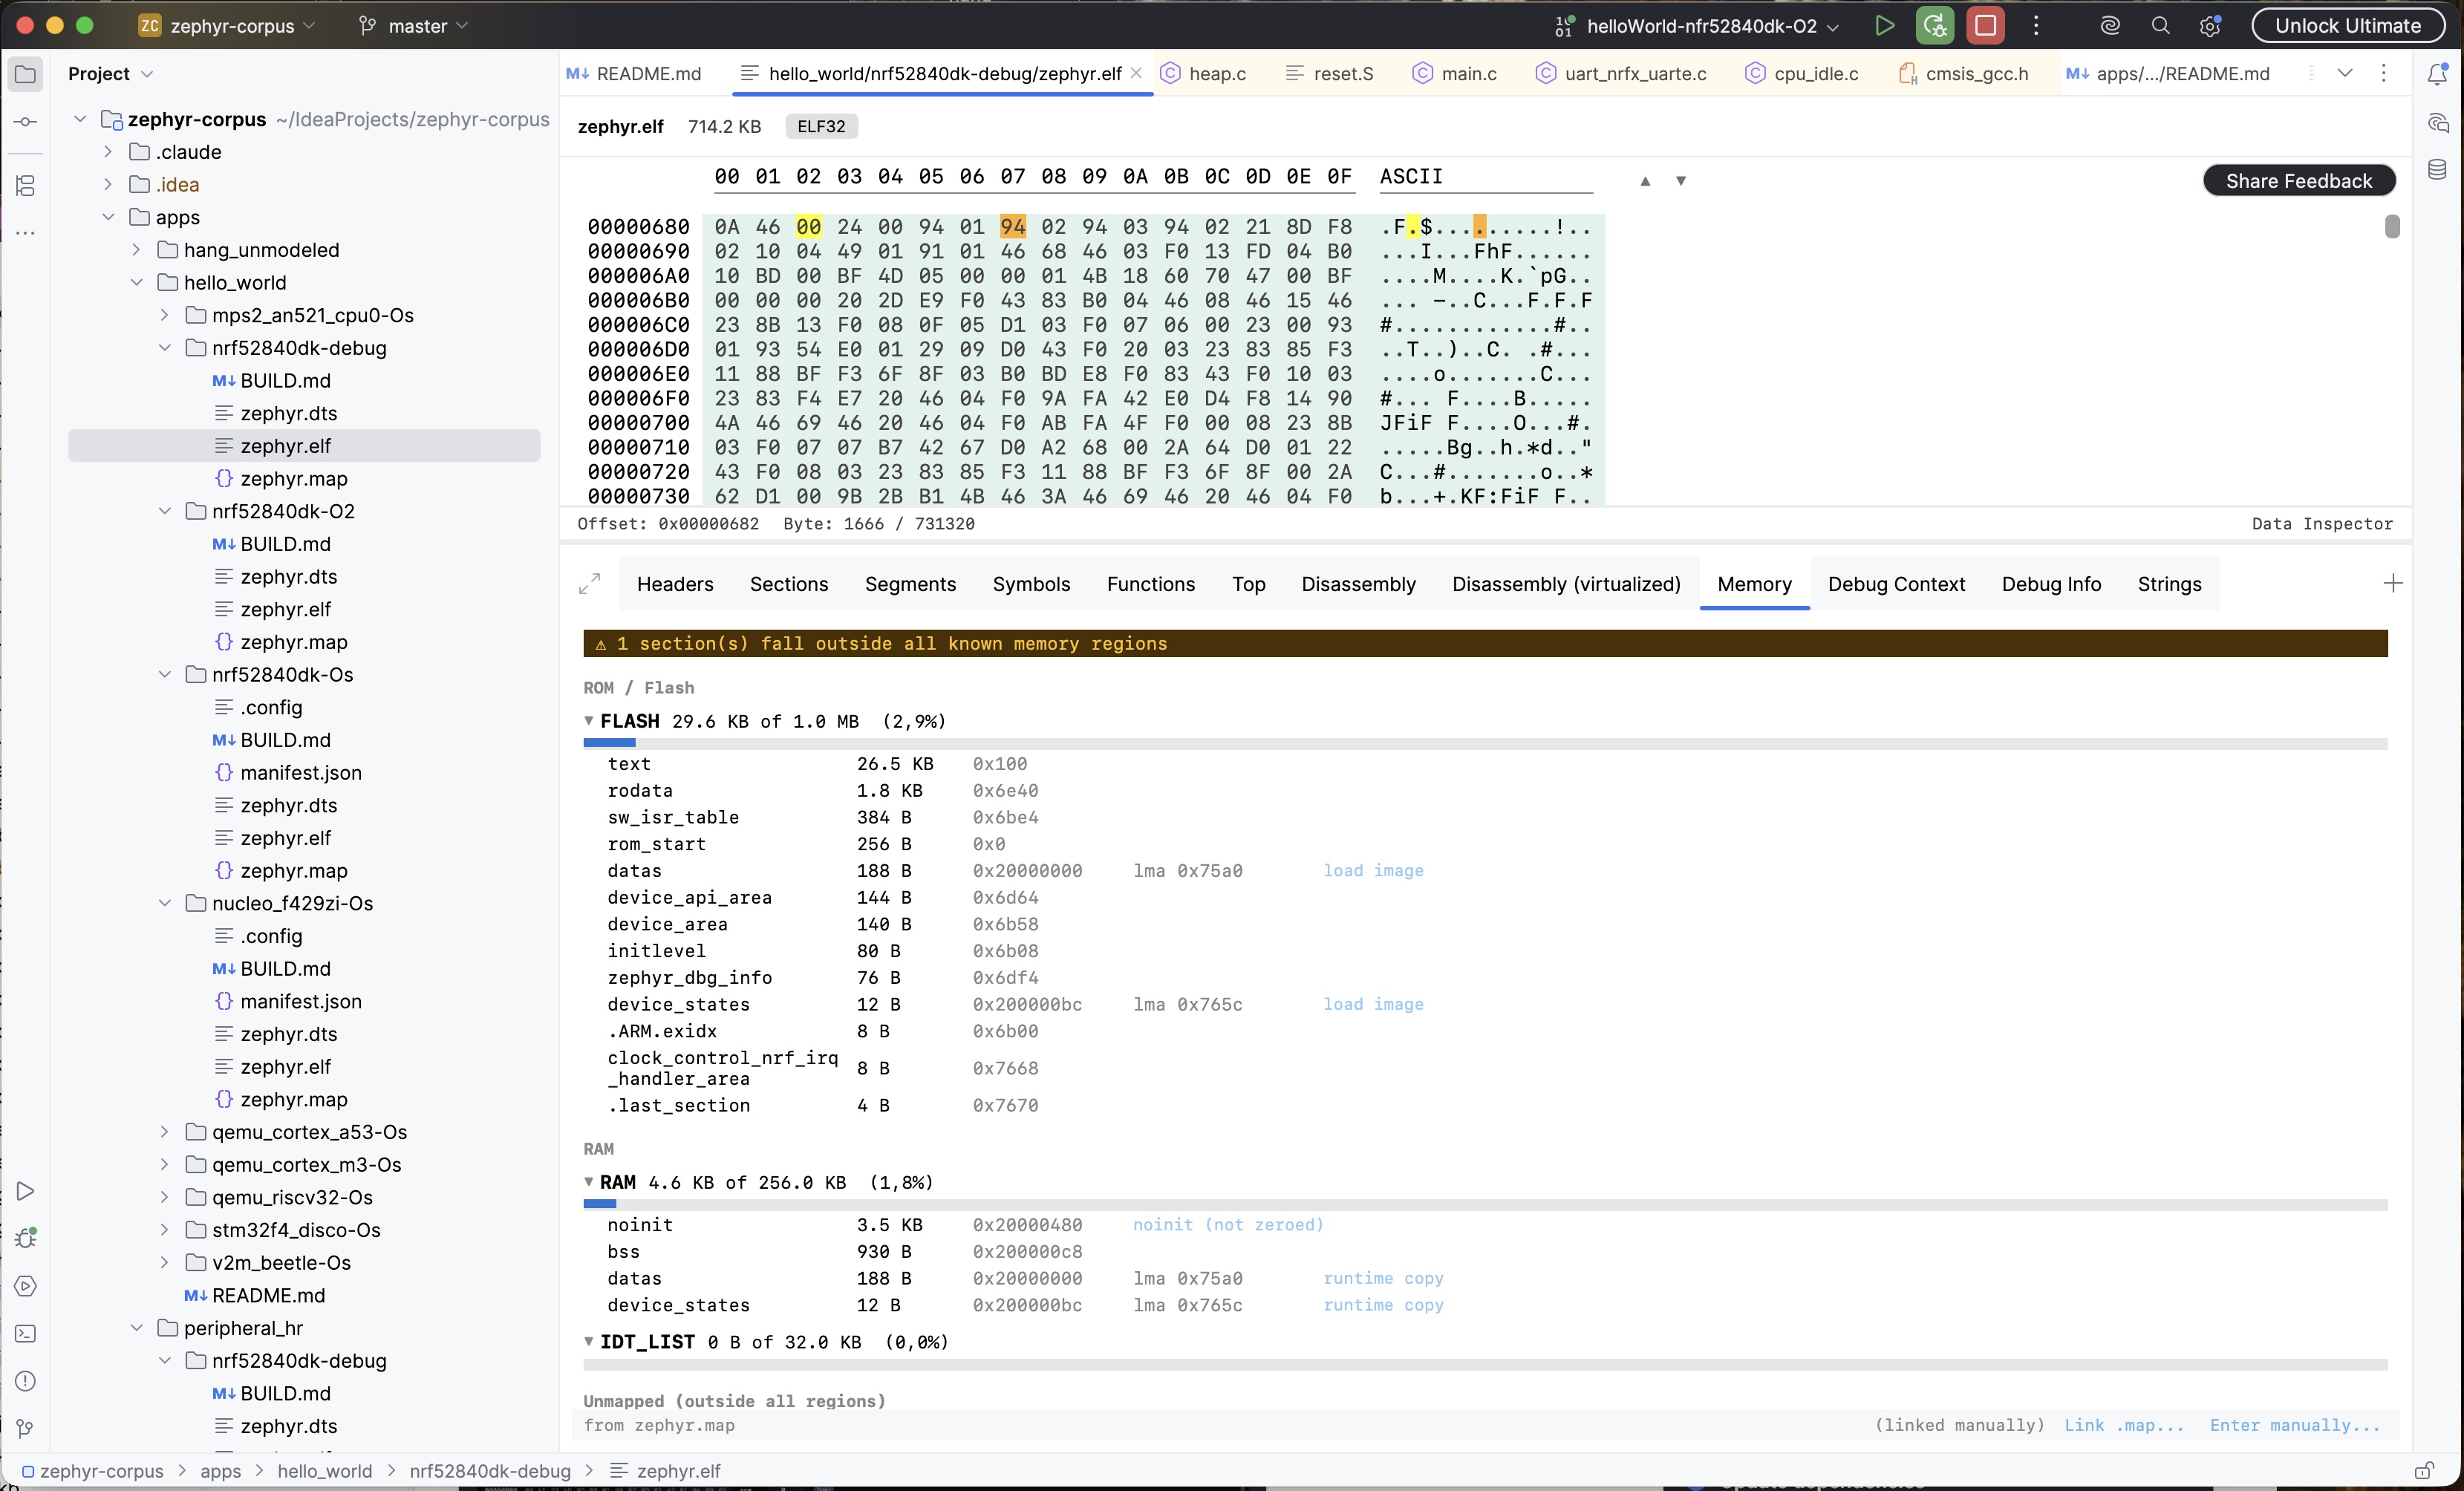 ZC zephyr-corpus master helloWorld-nfr52840dk-O2 Unlock Ultimate
Project
zephyr-corpus ~/IdeaProjects/zephyr-corpus
.claude
.idea
apps
hang_unmodeled
hello_world
mps2_an521_cpu0-Os
nrf52840dk-debug
M↓ BUILD.md
zephyr.dts
zephyr.elf
{} zephyr.map
nrf52840dk-O2
M↓ BUILD.md
zephyr.dts
zephyr.elf
{} zephyr.map
nrf52840dk-Os
.config
M↓ BUILD.md
{} manifest.json
zephyr.dts
zephyr.elf
{} zephyr.map
nucleo_f429zi-Os
.config
M↓ BUILD.md
{} manifest.json
zephyr.dts
zephyr.elf
{} zephyr.map
qemu_cortex_a53-Os
qemu_cortex_m3-Os
qemu_riscv32-Os
stm32f4_disco-Os
v2m_beetle-Os
M↓ README.md
peripheral_hr
nrf52840dk-debug
M↓ BUILD.md
zephyr.dts
M↓ README.md hello_world/nrf52840dk-debug/zephyr.elf heap.c reset.S main.c uart_nrfx_uarte.c cpu_idle.c cmsis_gcc.h M↓ apps/.../README.md
zephyr.elf 714.2 KB ELF32
00 01 02 03 04 05 06 07 08 09 0A 0B 0C 0D 0E 0F ASCII
Share Feedback
00000680 0A 46 00 24 00 94 01 94 02 94 03 94 02 21 8D F8 .F.$.........!..
00000690 02 10 04 49 01 91 01 46 68 46 03 F0 13 FD 04 B0 ...I...FhF......
000006A0 10 BD 00 BF 4D 05 00 00 01 4B 18 60 70 47 00 BF ....M....K.`pG..
000006B0 00 00 00 20 2D E9 F0 43 83 B0 04 46 08 46 15 46 ... -..C...F.F.F
000006C0 23 8B 13 F0 08 0F 05 D1 03 F0 07 06 00 23 00 93 #............#..
000006D0 01 93 54 E0 01 29 09 D0 43 F0 20 03 23 83 85 F3 ..T..)..C. .#...
000006E0 11 88 BF F3 6F 8F 03 B0 BD E8 F0 83 43 F0 10 03 ....o.......C...
000006F0 23 83 F4 E7 20 46 04 F0 9A FA 42 E0 D4 F8 14 90 #... F....B.....
00000700 4A 46 69 46 20 46 04 F0 AB FA 4F F0 00 08 23 8B JFiF F....O...#.
00000710 03 F0 07 07 B7 42 67 D0 A2 68 00 2A 64 D0 01 22 .....Bg..h.*d.."
00000720 43 F0 08 03 23 83 85 F3 11 88 BF F3 6F 8F 00 2A C...#.......o..*
00000730 62 D1 00 9B 2B B1 4B 46 3A 46 69 46 20 46 04 F0 b...+.KF:FiF F..
Offset: 0x00000682 Byte: 1666 / 731320 Data Inspector
Headers Sections Segments Symbols Functions Top Disassembly Disassembly (virtualized) Memory Debug Context Debug Info Strings
⚠ 1 section(s) fall outside all known memory regions
ROM / Flash
FLASH 29.6 KB of 1.0 MB (2,9%)
text 26.5 KB 0x100
rodata 1.8 KB 0x6e40
sw_isr_table 384 B 0x6be4
rom_start 256 B 0x0
datas 188 B 0x20000000 lma 0x75a0 load image
device_api_area 144 B 0x6d64
device_area 140 B 0x6b58
initlevel 80 B 0x6b08
zephyr_dbg_info 76 B 0x6df4
device_states 12 B 0x200000bc lma 0x765c load image
.ARM.exidx 8 B 0x6b00
clock_control_nrf_irq
_handler_area 8 B 0x7668
.last_section 4 B 0x7670
RAM
RAM 4.6 KB of 256.0 KB (1,8%)
noinit 3.5 KB 0x20000480 noinit (not zeroed)
bss 930 B 0x200000c8
datas 188 B 0x20000000 lma 0x75a0 runtime copy
device_states 12 B 0x200000bc lma 0x765c runtime copy
IDT_LIST 0 B of 32.0 KB (0,0%)
Unmapped (outside all regions)
from zephyr.map (linked manually) Link .map... Enter manually...
zephyr-corpus > apps > hello_world > nrf52840dk-debug > zephyr.elf